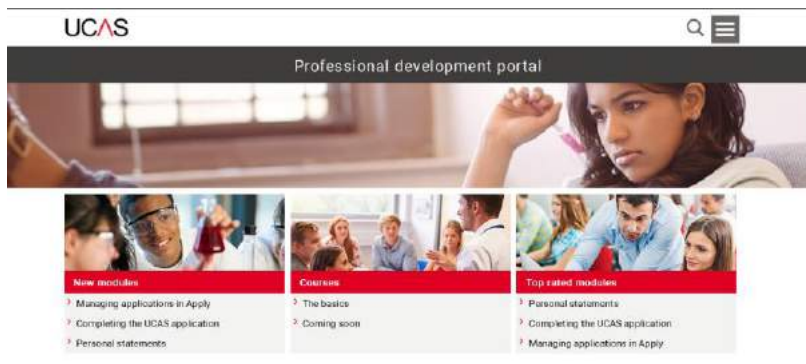 UCAS
Professional development portal
New modules
Managing applications in Apply
Completing the UCAS application
Personal statements
Courses
The basics
Coming soon
Top rated modules
Personal statements
Completing the UCAS application
Managing applications in Apply